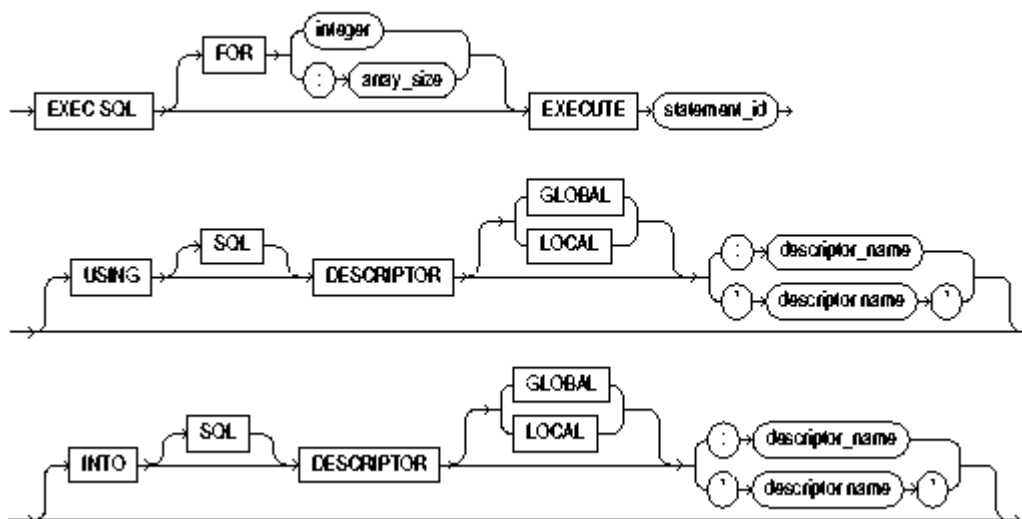 FOR integer
: array_size
EXEC SQL EXECUTE statement_id
GLOBAL
SQL LOCAL : descriptor_name
USING DESCRIPTOR ' descriptor name '
GLOBAL
SQL LOCAL : descriptor_name
INTO DESCRIPTOR ' descriptor name '